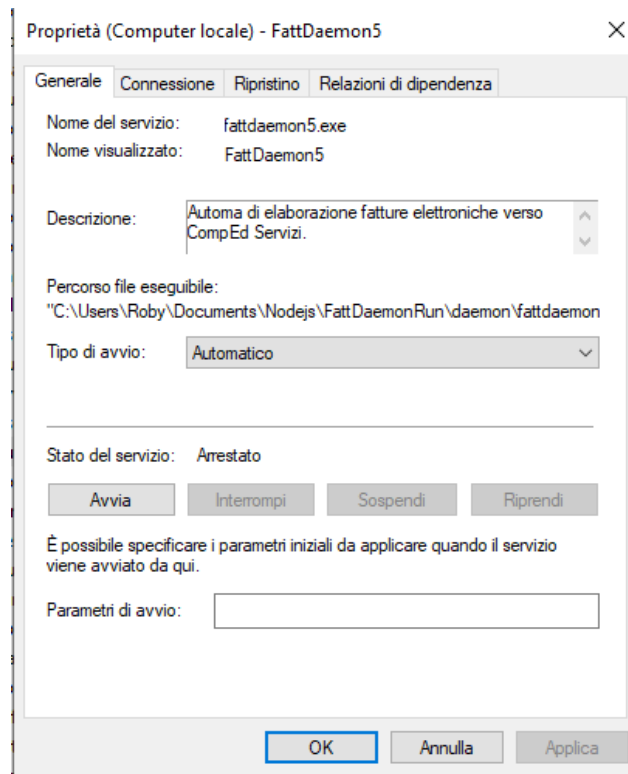 Proprietà (Computer locale) - FattDaemon5
Generale Connessione Ripristino Relazioni di dipendenza
Nome del servizio: fattdaemon5.exe
Nome visualizzato: FattDaemon5
Descrizione: Automa di elaborazione fatture elettroniche verso
CompEd Servizi.
Percorso file eseguibile:
"C:\Users\Roby\Documents\Nodejs\FattDaemonRun\daemon\fattdaemon
Tipo di avvio: Automatico
Stato del servizio: Arrestato
Avvia Interrompi Sospendi Riprendi
È possibile specificare i parametri iniziali da applicare quando il servizio
viene avviato da qui.
Parametri di avvio:
OK Annulla Applica